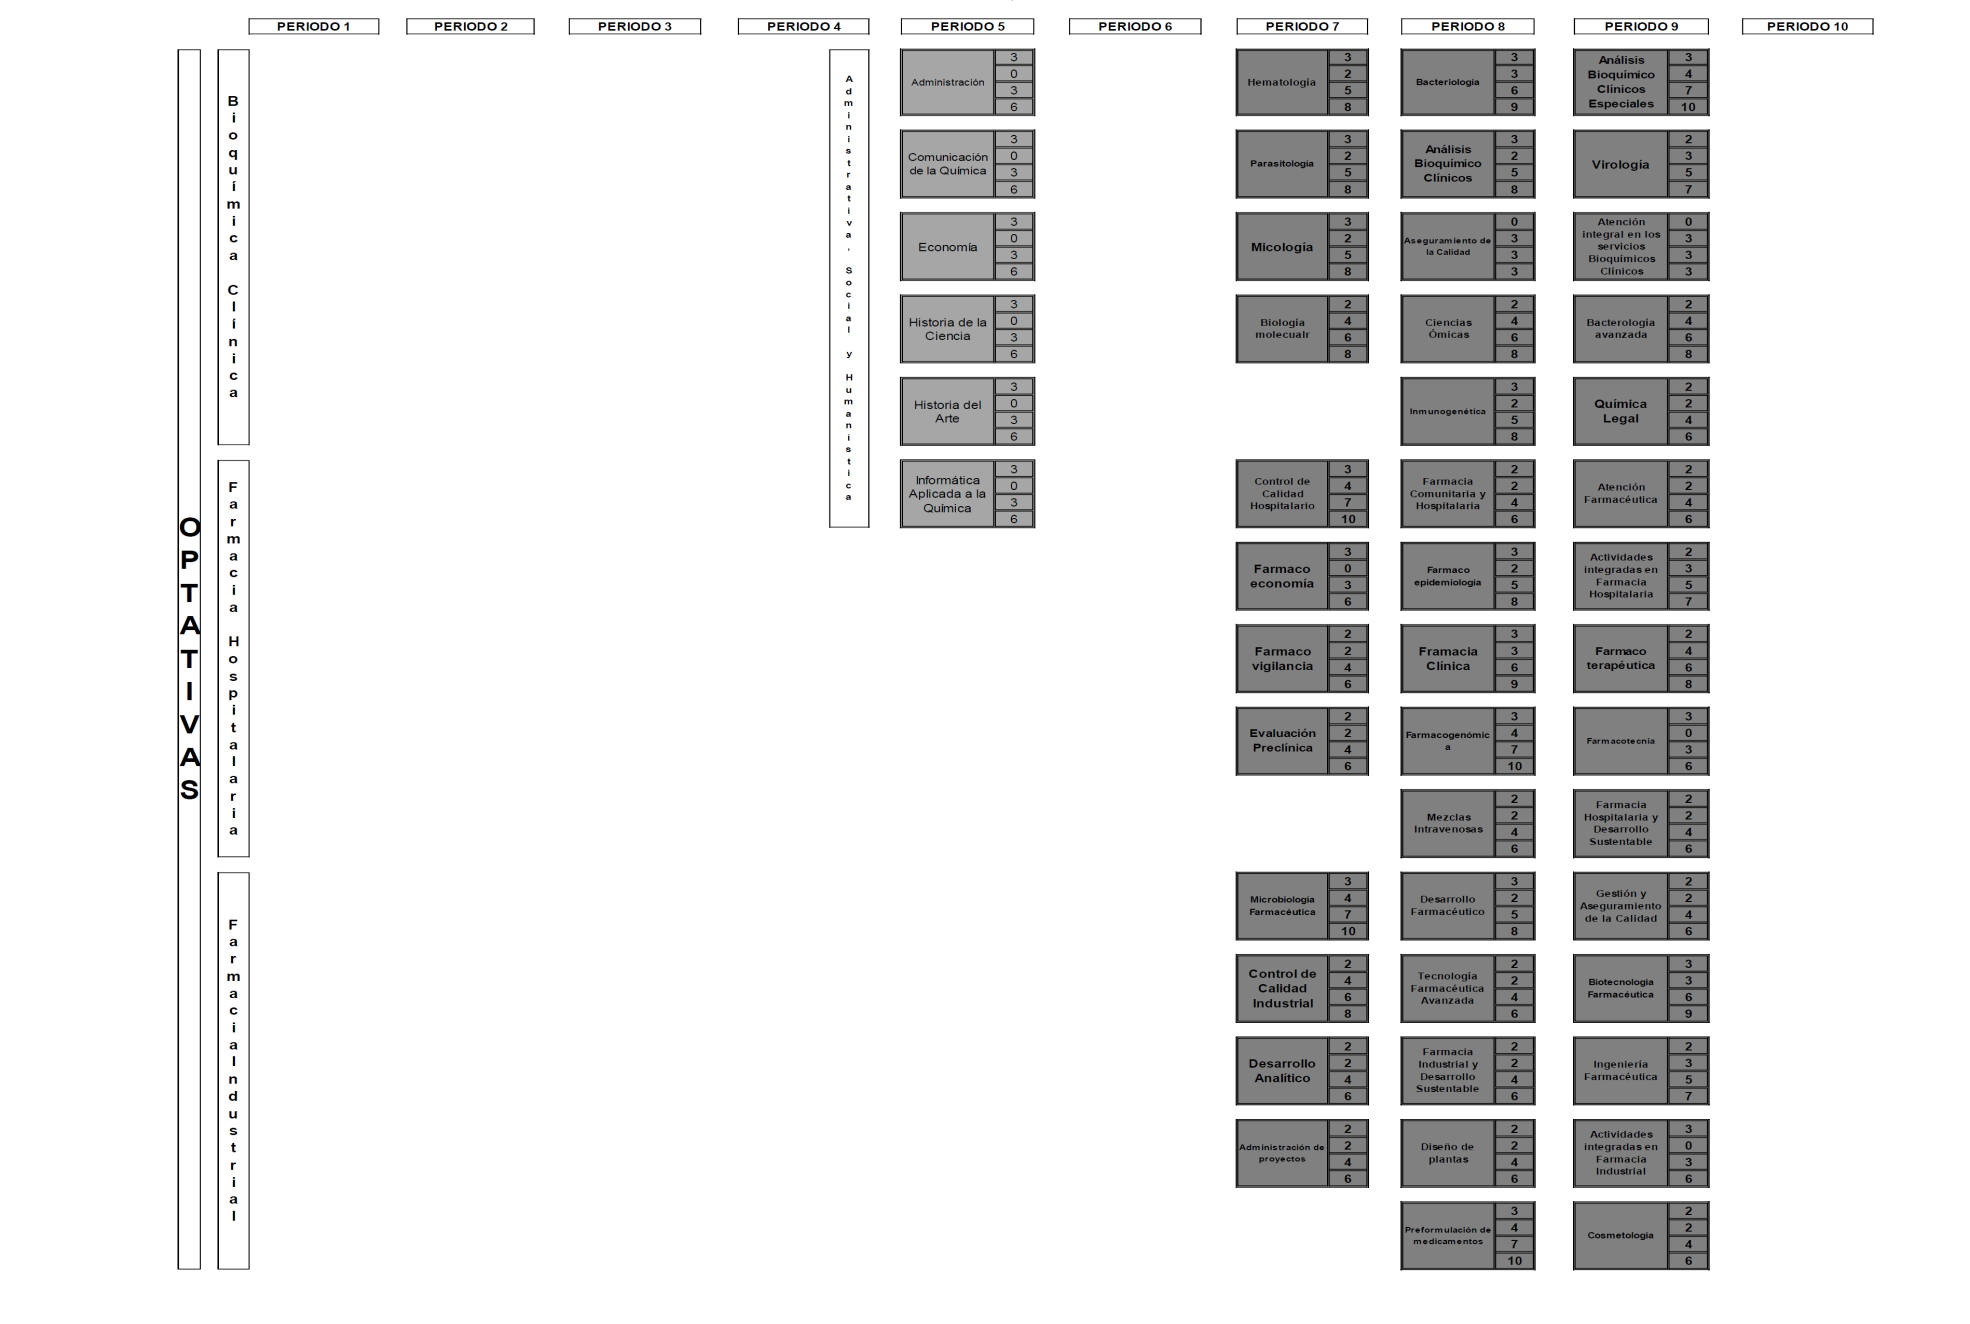 PERIODO 1
PERIODO 2
PERIODO 3
PERIODO 4
PERIODO 5
PERIODO 6
PERIODO 7
PERIODO 8
PERIODO 9
PERIODO 10
OPTATIVAS
Bioquímica Clínica
Farmacia Hospitalaria
Farmacia Industrial
Administrativa, Social y Humanística
Administración
3
0
3
6
Comunicación
de la Química
3
0
3
6
Economía
3
0
3
6
Historia de la
Ciencia
3
0
3
6
Historia del
Arte
3
0
3
6
Informática
Aplicada a la
Química
3
0
3
6
Hematología
3
2
5
8
Parasitología
3
2
5
8
Micología
3
2
5
8
Biología
molecualr
2
4
6
8
Control de
Calidad
Hospitalario
3
4
7
10
Farmaco
economía
3
0
3
6
Farmaco
vigilancia
2
2
4
6
Evaluación
Preclínica
2
2
4
6
Microbiología
Farmacéutica
3
4
7
10
Control de
Calidad
Industrial
2
4
6
8
Desarrollo
Analítico
2
2
4
6
Administración de
proyectos
2
2
4
6
Bacteriología
3
3
6
9
Análisis
Bioquímico
Clínicos
3
2
5
8
Aseguramiento de
la Calidad
0
3
3
3
Ciencias
Ómicas
2
4
6
8
Inmunogenética
3
2
5
8
Farmacia
Comunitaria y
Hospitalaria
2
2
4
6
Farmaco
epidemiología
3
2
5
8
Framacia
Clínica
3
3
6
9
Farmacogenómic
a
3
4
7
10
Mezclas
Intravenosas
2
2
4
6
Desarrollo
Farmacéutico
3
2
5
8
Tecnología
Farmacéutica
Avanzada
2
2
4
6
Farmacia
Industrial y
Desarrollo
Sustentable
2
2
4
6
Diseño de
plantas
2
2
4
6
Preformulación de
medicamentos
3
4
7
10
Análisis
Bioquímico
Clínicos
Especiales
3
4
7
10
Virología
2
3
5
7
Atención
integral en los
servicios
Bioquímicos
Clínicos
0
3
3
3
Bacterología
avanzada
2
4
6
8
Química
Legal
2
2
4
6
Atención
Farmacéutica
2
2
4
6
Actividades
integradas en
Farmacia
Hospitalaria
2
3
5
7
Farmaco
terapéutica
2
4
6
8
Farmacotecnia
3
0
3
6
Farmacia
Hospitalaria y
Desarrollo
Sustentable
2
2
4
6
Gestión y
Aseguramiento
de la Calidad
2
2
4
6
Biotecnología
Farmacéutica
3
3
6
9
Ingeniería
Farmacéutica
2
3
5
7
Actividades
integradas en
Farmacia
Industrial
3
0
3
6
Cosmetología
2
2
4
6